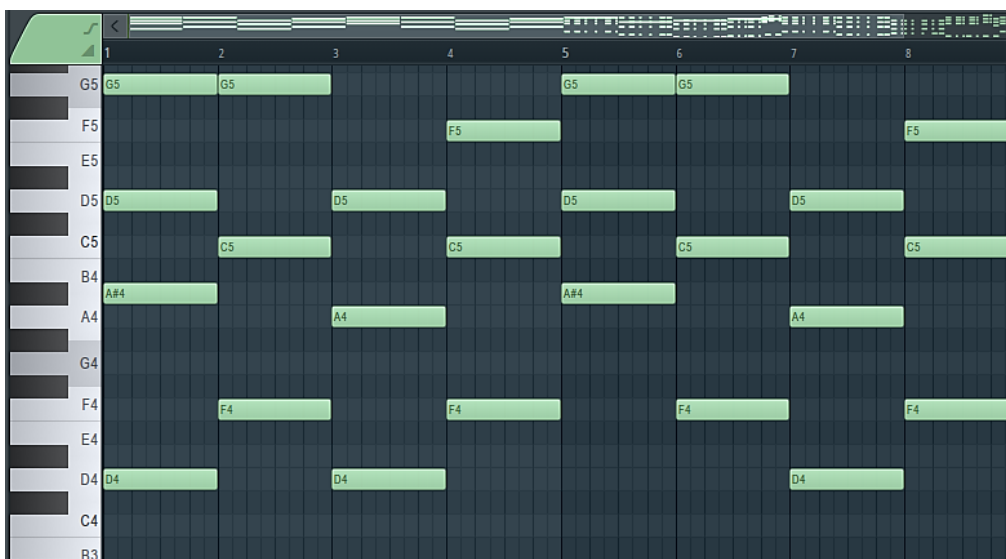 1 2 3 4 5 6 7 8
G5 G5 G5 G5 G5
F5 F5 F5
E5
D5 D5 D5 D5 D5
C5 C5 C5 C5 C5
B4
A#4 A#4
A4 A4 A4
G4
F4 F4 F4 F4 F4
E4
D4 D4 D4 D4
C4
B3